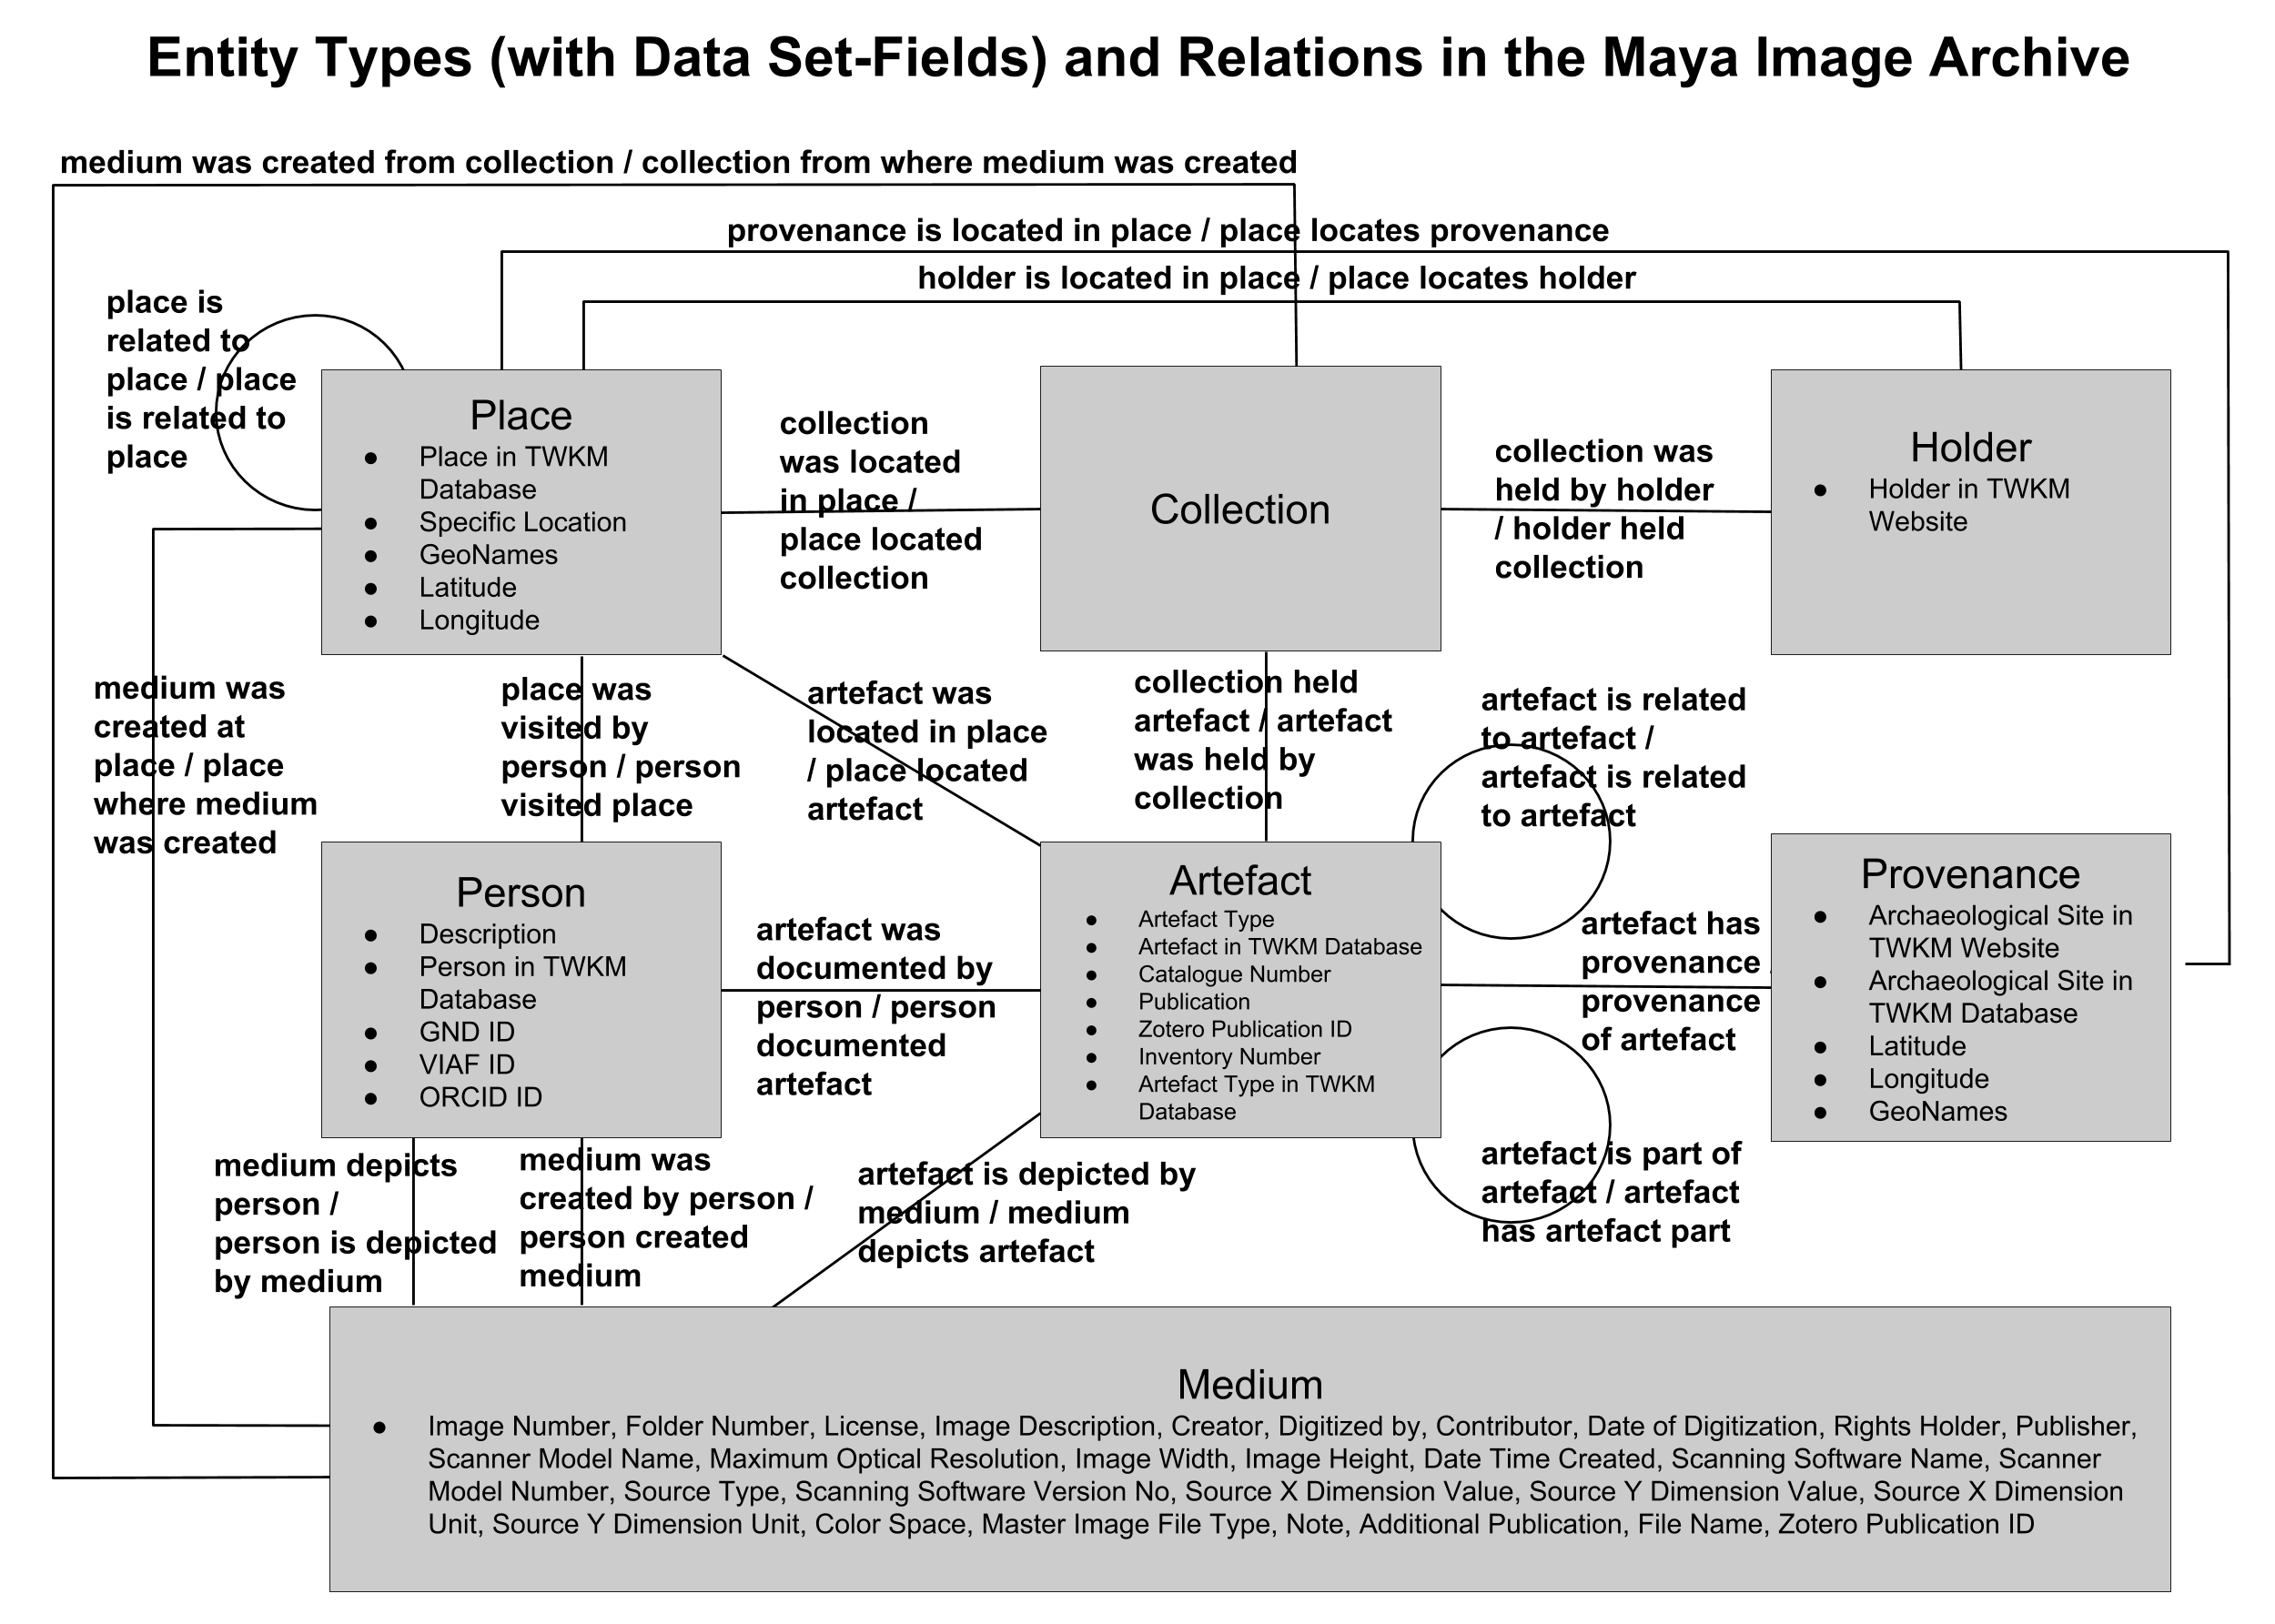 Entity Types (with Data Set-Fields) and Relations in the Maya Image Archive
medium was created from collection / collection from where medium was created
provenance is located in place / place locates provenance
holder is located in place / place locates holder
place is
related to
place / place
is related to
place
Place
● Place in TWKM
Database
● Specific Location
● GeoNames
● Latitude
● Longitude
collection
was located
in place /
place located
collection
Collection
collection was
held by holder
/ holder held
collection
Holder
● Holder in TWKM
Website
medium was
created at
place / place
where medium
was created
place was
visited by
person / person
visited place
artefact was
located in place
/ place located
artefact
collection held
artefact / artefact
was held by
collection
artefact is related
to artefact /
artefact is related
to artefact
Person
● Description
● Person in TWKM
Database
● GND ID
● VIAF ID
● ORCID ID
artefact was
documented by
person / person
documented
artefact
Artefact
● Artefact Type
● Artefact in TWKM Database
● Catalogue Number
● Publication
● Zotero Publication ID
● Inventory Number
● Artefact Type in TWKM
Database
artefact has
provenance /
provenance
of artefact
Provenance
● Archaeological Site in
TWKM Website
● Archaeological Site in
TWKM Database
● Latitude
● Longitude
● GeoNames
medium depicts
person /
person is depicted
by medium
medium was
created by person /
person created
medium
artefact is depicted by
medium / medium
depicts artefact
artefact is part of
artefact / artefact
has artefact part
Medium
● Image Number, Folder Number, License, Image Description, Creator, Digitized by, Contributor, Date of Digitization, Rights Holder, Publisher,
Scanner Model Name, Maximum Optical Resolution, Image Width, Image Height, Date Time Created, Scanning Software Name, Scanner
Model Number, Source Type, Scanning Software Version No, Source X Dimension Value, Source Y Dimension Value, Source X Dimension
Unit, Source Y Dimension Unit, Color Space, Master Image File Type, Note, Additional Publication, File Name, Zotero Publication ID